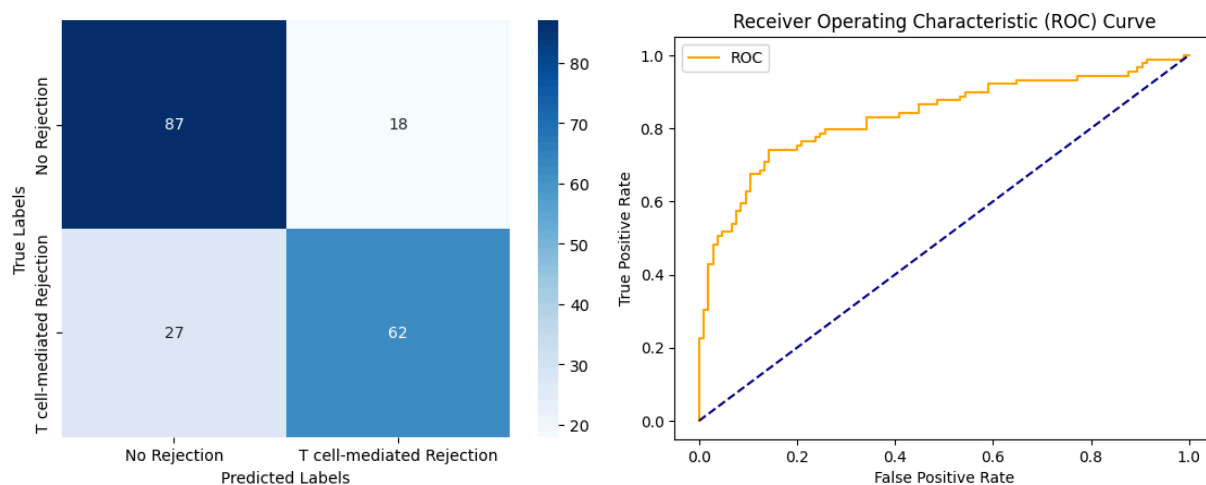 True Labels
No Rejection
T cell-mediated Rejection
87
18
27
62
No Rejection
T cell-mediated Rejection
Predicted Labels
80
70
60
50
40
30
20
Receiver Operating Characteristic (ROC) Curve
ROC
True Positive Rate
1.0
0.8
0.6
0.4
0.2
0.0
0.0
0.2
0.4
0.6
0.8
1.0
False Positive Rate